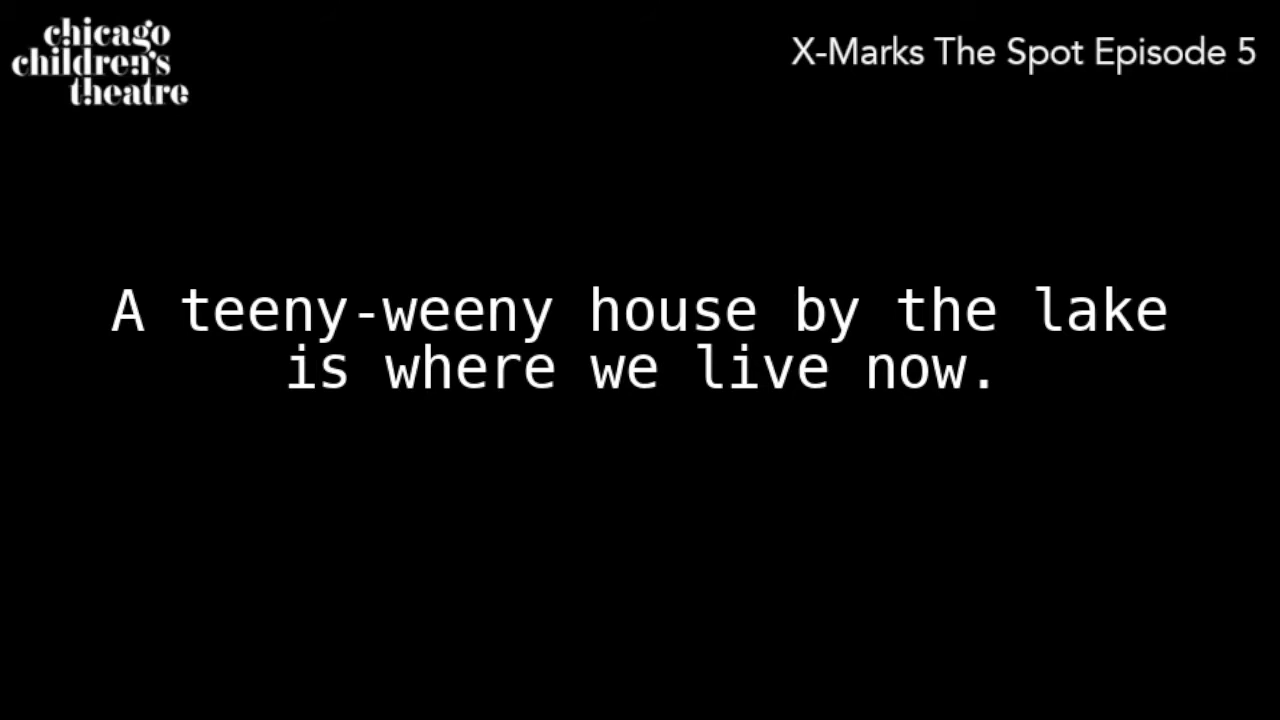 chicago
children's
theatre
X-Marks The Spot Episode 5
A teeny-weeny house by the lake
is where we live now.